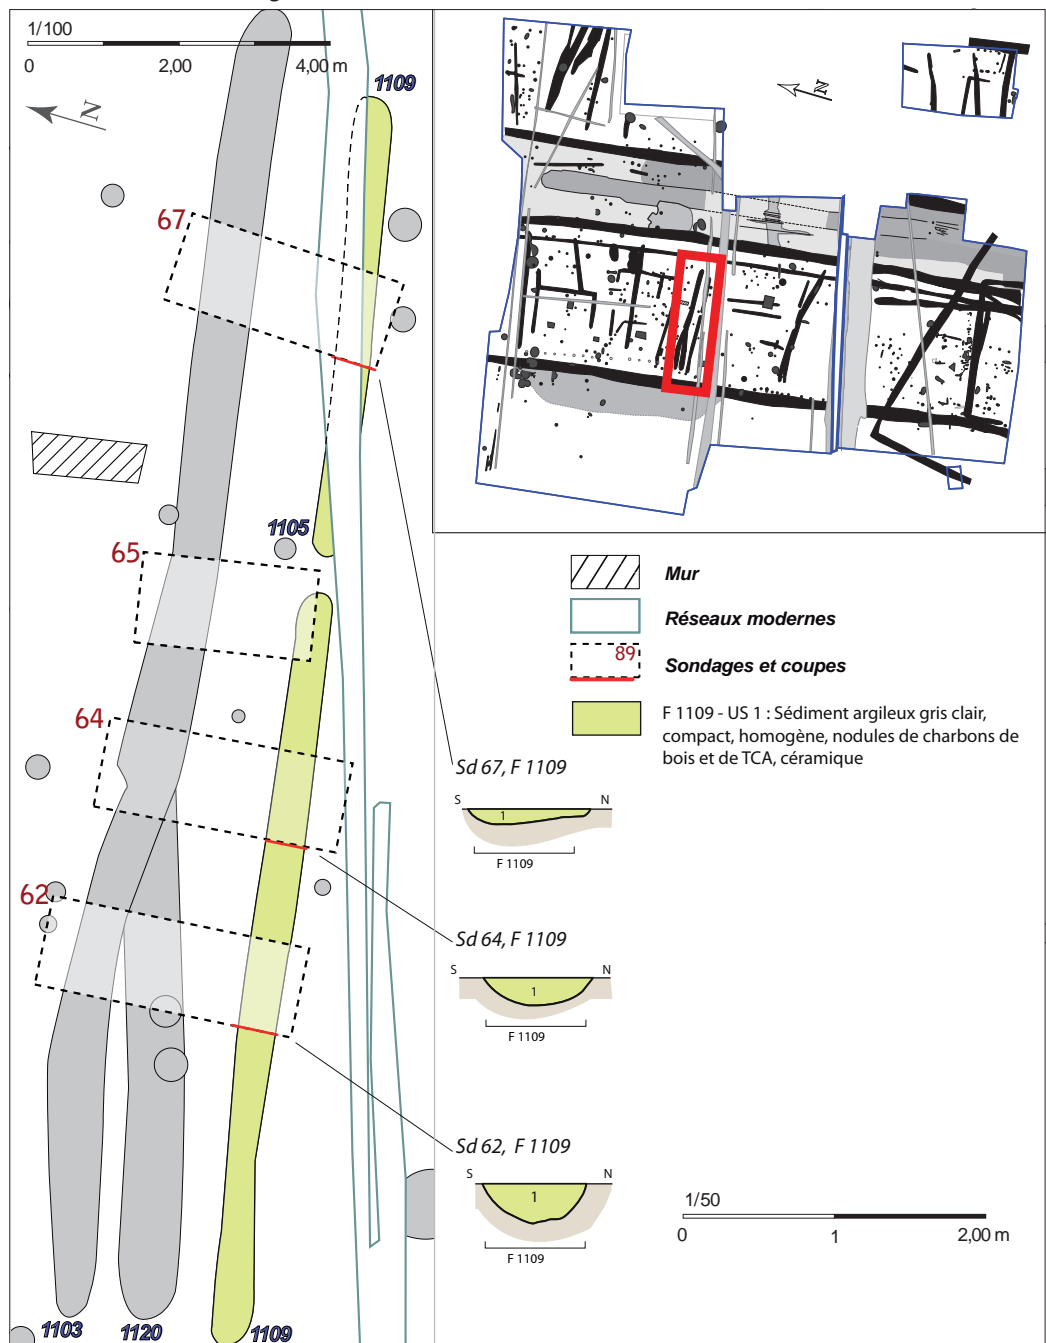 1/100
0 2,00 4,00 m
N
1109
67
1105
65
64
62
1103
1120
1109
N
Mur
Réseaux modernes
89
Sondages et coupes
F 1109 - US 1 : Sédiment argileux gris clair,
compact, homogène, nodules de charbons de
bois et de TCA, céramique
Sd 67, F 1109
S N
1
F 1109
Sd 64, F 1109
S N
1
F 1109
Sd 62, F 1109
S N
1
F 1109
1/50
0 1 2,00 m